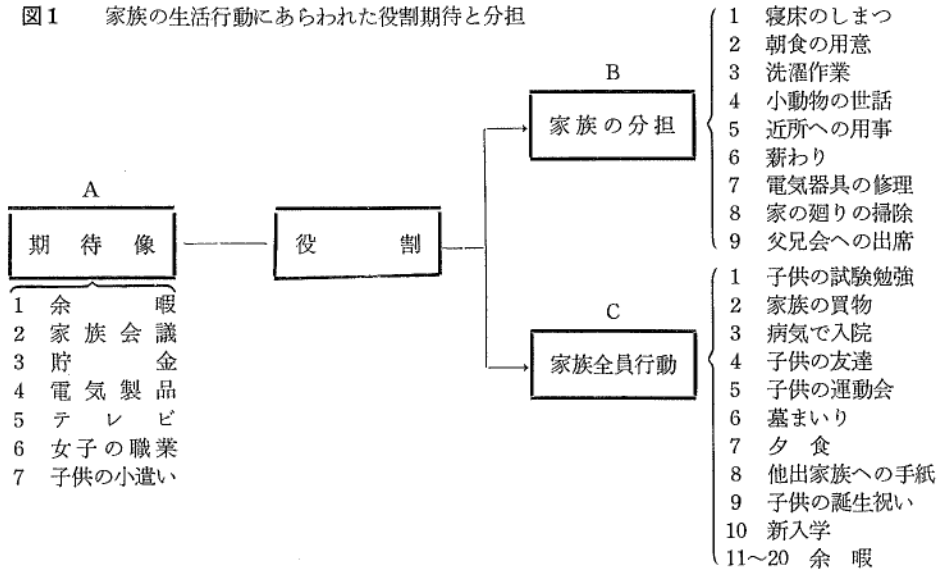 図1 家族の生活行動にあらわれた役割期待と分担
A
期待像
1 余暇
2 家族会議
3 貯金
4 電気製品
5 テレビ
6 女子の職業
7 子供の小遣い
役割
B
家族の分担
1 寝床のしまつ
2 朝食の用意
3 洗濯作業
4 小動物の世話
5 近所への用事
6 薪わり
7 電気器具の修理
8 家の廻りの掃除
9 父兄会への出席
C
家族全員行動
1 子供の試験勉強
2 家族の買物
3 病気で入院
4 子供の友達
5 子供の運動会
6 墓まいり
7 夕食
8 他出家族への手紙
9 子供の誕生祝い
10 新入学
11～20 余暇